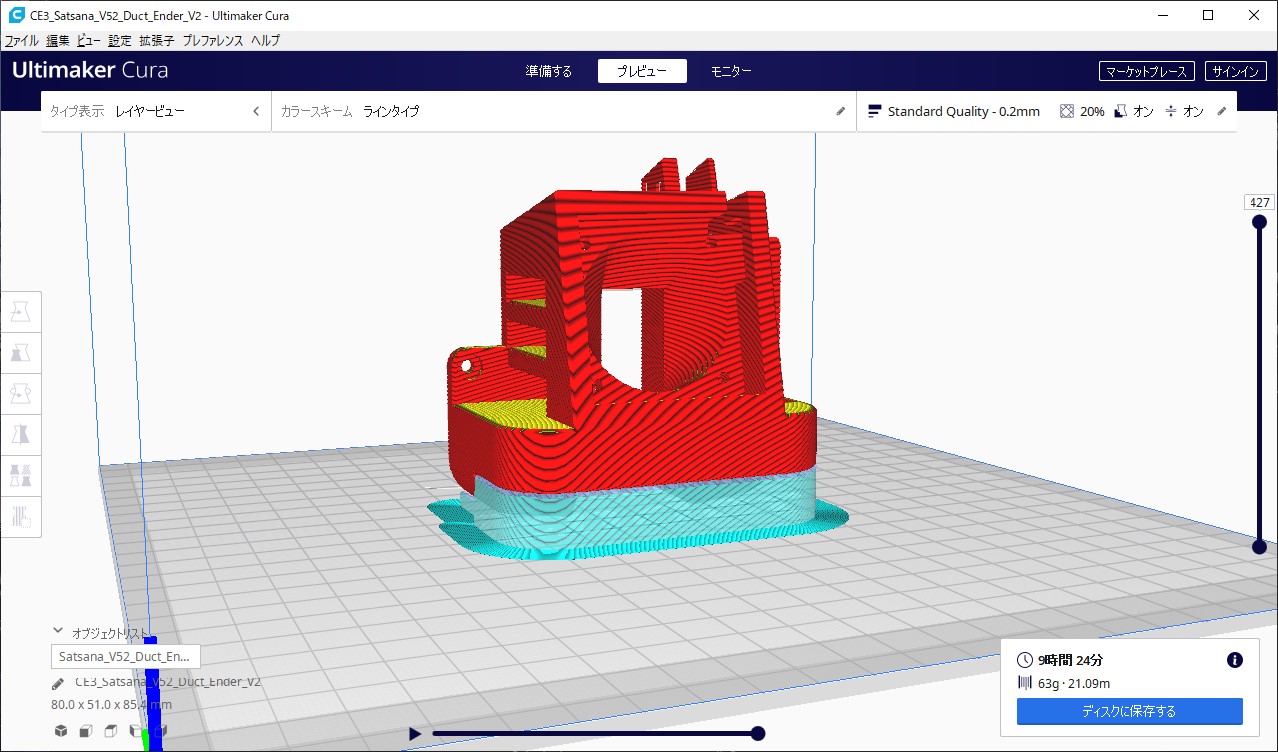 CE3_Satsana_V52_Duct_Ender_V2 - Ultimaker Cura
ファイル 編集 ビュー 設定 拡張子 プレファレンス ヘルプ
Ultimaker Cura 準備する プレビュー モニター マーケットプレース サインイン
タイプ表示 レイヤービュー カラースキーム ラインタイプ Standard Quality - 0.2mm 20% オン オン
427
オブジェクトリスト
Satsana_V52_Duct_En...
CE3_Satsana_V52_Duct_Ender_V2
80.0 x 51.0 x 85.4 mm
9時間 24分
63g · 21.09m
ディスクに保存する